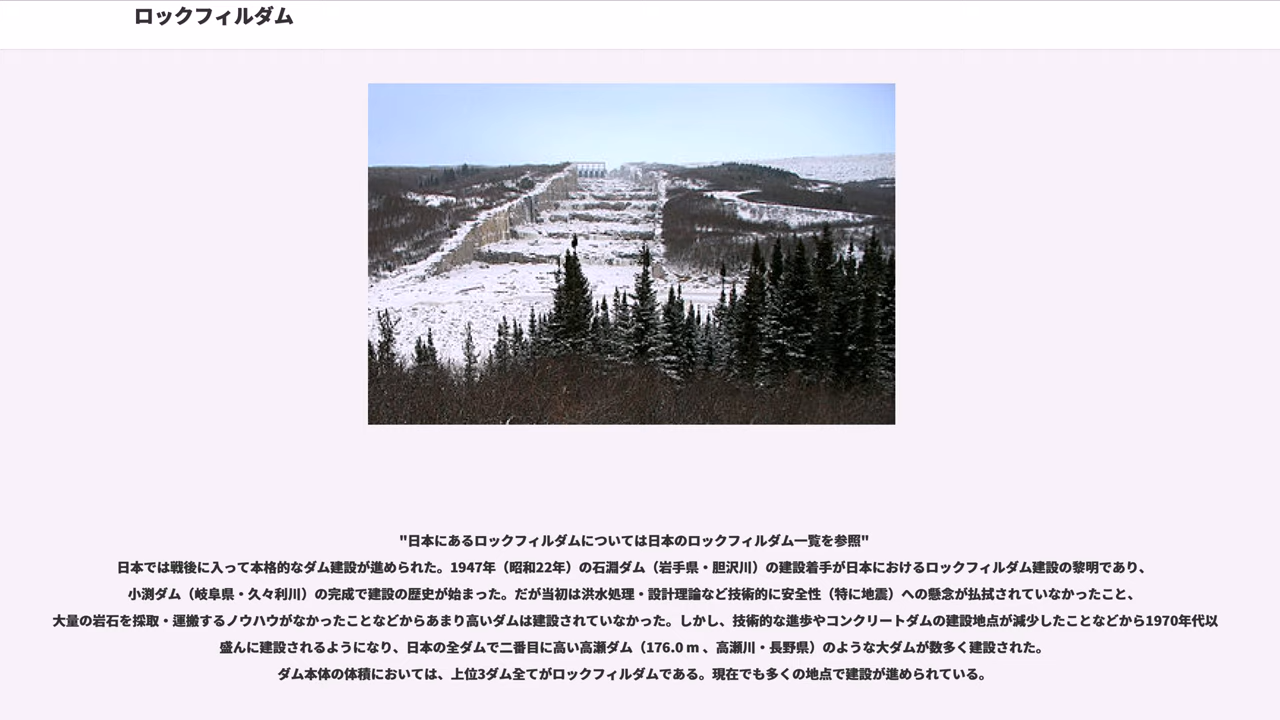 ロックフィルダム
"日本にあるロックフィルダムについては日本のロックフィルダム一覧を参照"
日本では戦後に入って本格的なダム建設が進められた。1947年（昭和22年）の石淵ダム（岩手県・胆沢川）の建設着手が日本におけるロックフィルダム建設の黎明であり、
小渕ダム（岐阜県・久々利川）の完成で建設の歴史が始まった。だが当初は洪水処理・設計理論など技術的に安全性（特に地震）への懸念が払拭されていなかったこと、
大量の岩石を採取・運搬するノウハウがなかったことなどからあまり高いダムは建設されていなかった。しかし、技術的な進歩やコンクリートダムの建設地点が減少したことなどから1970年代以
盛んに建設されるようになり、日本の全ダムで二番目に高い高瀬ダム（176.0 m 、高瀬川・長野県）のような大ダムが数多く建設された。
ダム本体の体積においては、上位3ダム全てがロックフィルダムである。現在でも多くの地点で建設が進められている。